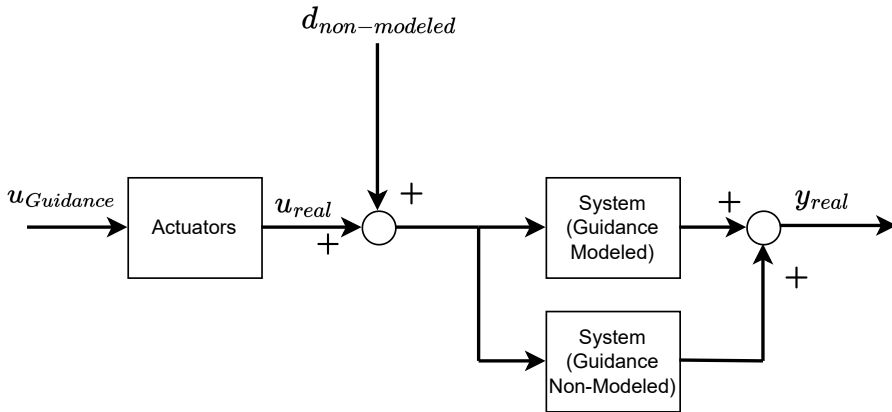 d_{non-modeled}
+
u_{Guidance}
Actuators
u_{real}
+
System
(Guidance
Modeled)
+
y_{real}
+
System
(Guidance
Non-Modeled)